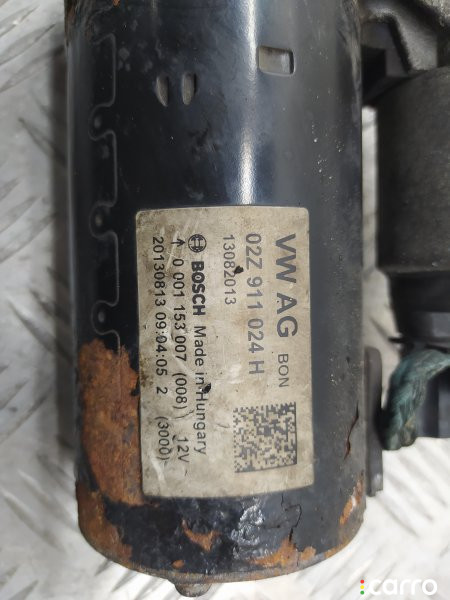 VW AG BON
02Z 911 024 H
13082013
BOSCH Made in Hungary
0 001 153 007 (008) 12V
20130813 09:04:05 2 (3000)
carro